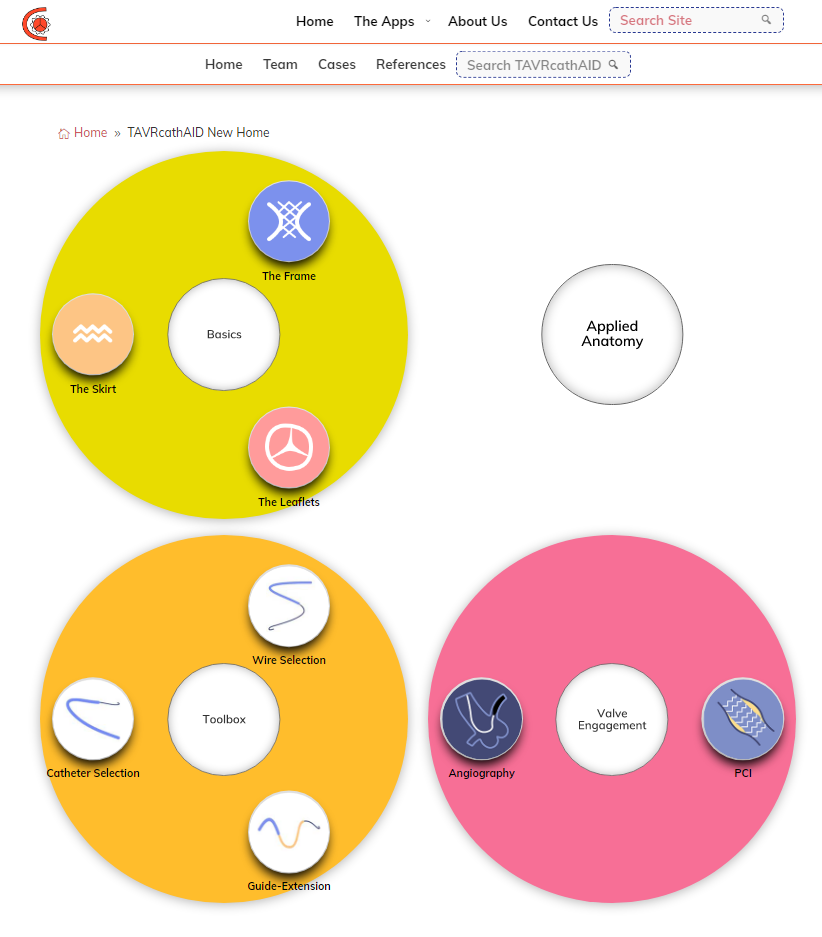 Home The Apps About Us Contact Us Search Site
Home Team Cases References Search TAVRcathAID
Home » TAVRcathAID New Home
The Frame
Basics
The Skirt
The Leaflets
Applied
Anatomy
Wire Selection
Toolbox
Catheter Selection
Guide-Extension
Valve
Engagement
Angiography
PCI